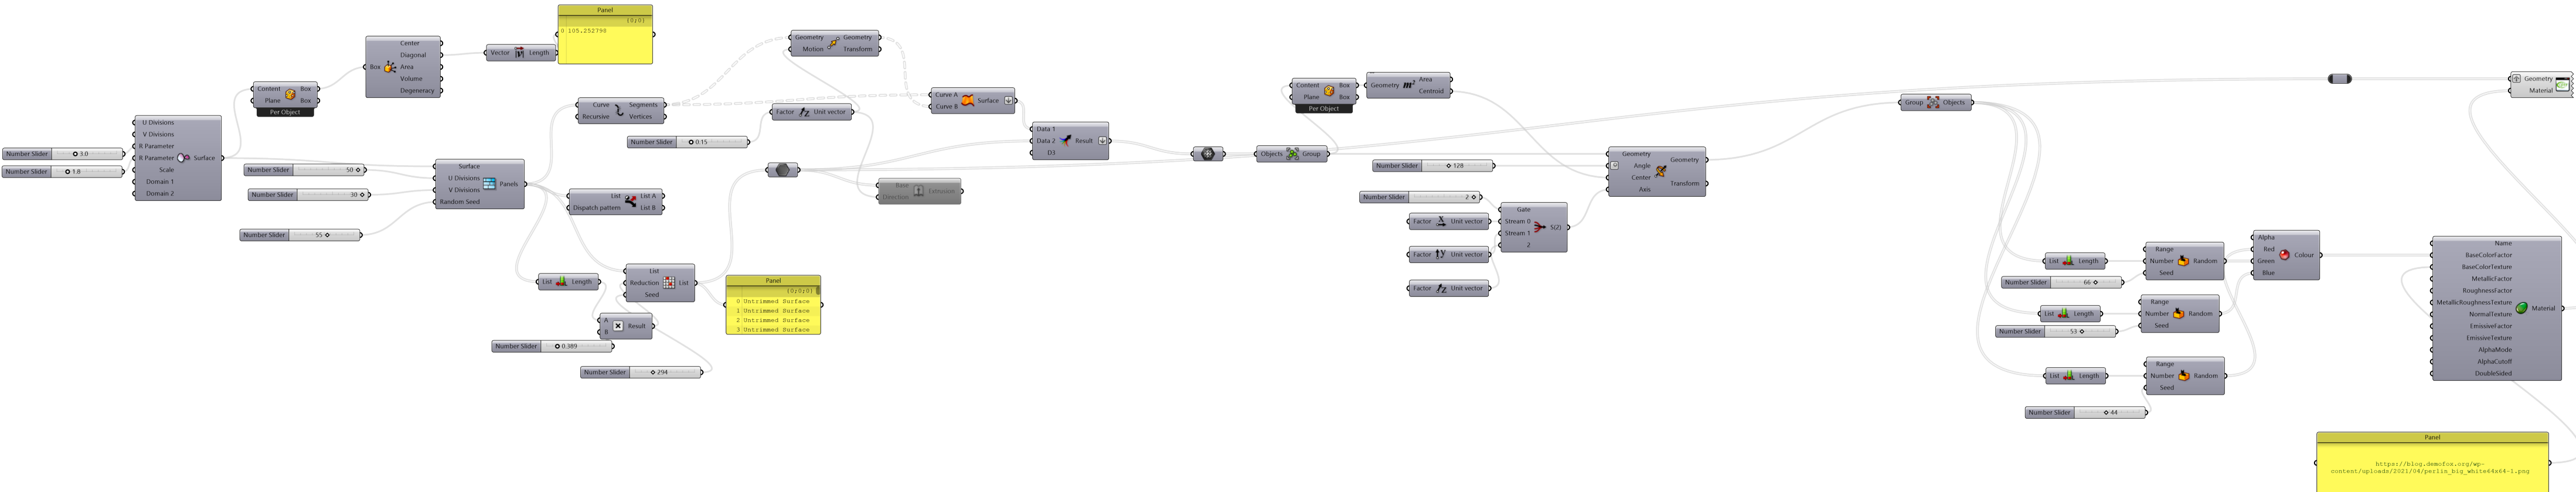 Panel
{0;0}
0 105.252798
Center
Diagonal
Box
Area
Volume
Degeneracy
Vector Length
Content Box
Plane Box
Per Object
U Divisions
V Divisions
R Parameter
R Parameter Surface
Scale
Domain 1
Domain 2
Number Slider 3.0
Number Slider 1.8
Number Slider 50
Number Slider 30
Number Slider 55
Surface
U Divisions
V Divisions Panels
Random Seed
Curve Segments
Recursive Vertices
Number Slider 0.15
Factor Unit vector
Geometry Geometry
Motion Transform
Curve A
Curve B Surface
List List A
Dispatch pattern List B
List Length
List
Reduction List
Seed
A
B Result
Number Slider 0.389
Number Slider 294
Panel
{0;0;0}
0 Untrimmed Surface
1 Untrimmed Surface
2 Untrimmed Surface
3 Untrimmed Surface
Base
Direction Extrusion
Data 1
Data 2 Result
D3
Objects Group
Content Box
Plane Box
Per Object
Geometry Area
Centroid
Number Slider 128
Number Slider 2
Factor Unit vector
Factor Unit vector
Factor Unit vector
Gate
Stream 0
Stream 1
2
S(2)
Geometry
Angle
Center
Axis
Geometry
Transform
Group Objects
List Length
Number Slider 66
List Length
Number Slider 53
List Length
Number Slider 44
Range
Number Random
Seed
Range
Number Random
Seed
Range
Number Random
Seed
Alpha
Red
Green Colour
Blue
Geometry
Material
Name
BaseColorFactor
BaseColorTexture
MetallicFactor
RoughnessFactor
MetallicRoughnessTexture
NormalTexture
EmissiveFactor
EmissiveTexture
AlphaMode
AlphaCutoff
DoubleSided
Material
Panel
https://blog.demofox.org/wp-
content/uploads/2021/04/perlin_big_white64x64-1.png